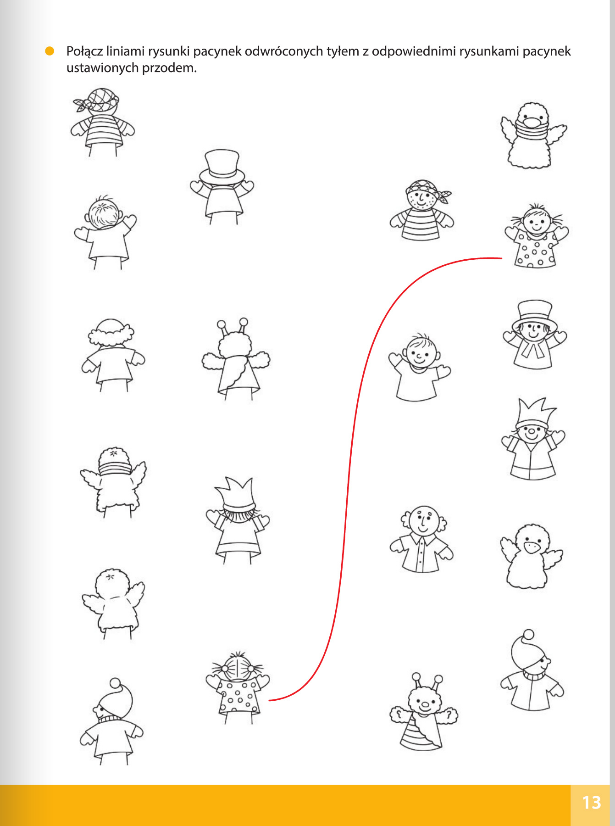 Połącz liniami rysunki pacynek odwróconych tyłem z odpowiednimi rysunkami pacynek
ustawionych przodem.
13